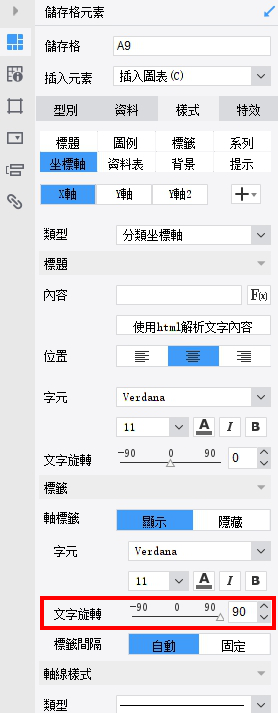 儲存格元素
儲存格 A9
插入元素 插入圖表(C)
型別 資料 樣式 特效
標題 圖例 標籤 系列
坐標軸 資料表 背景 提示
X軸 Y軸 Y軸2
類型 分類坐標軸
標題
內容 F(x)
使用html解析文字內容
位置
字元 Verdana
11 A I B
文字旋轉 -90 0 90 0
標籤
軸標籤 顯示 隱藏
字元 Verdana
11 A I B
文字旋轉 -90 0 90 90
標籤間隔 自動 固定
軸線樣式
類型